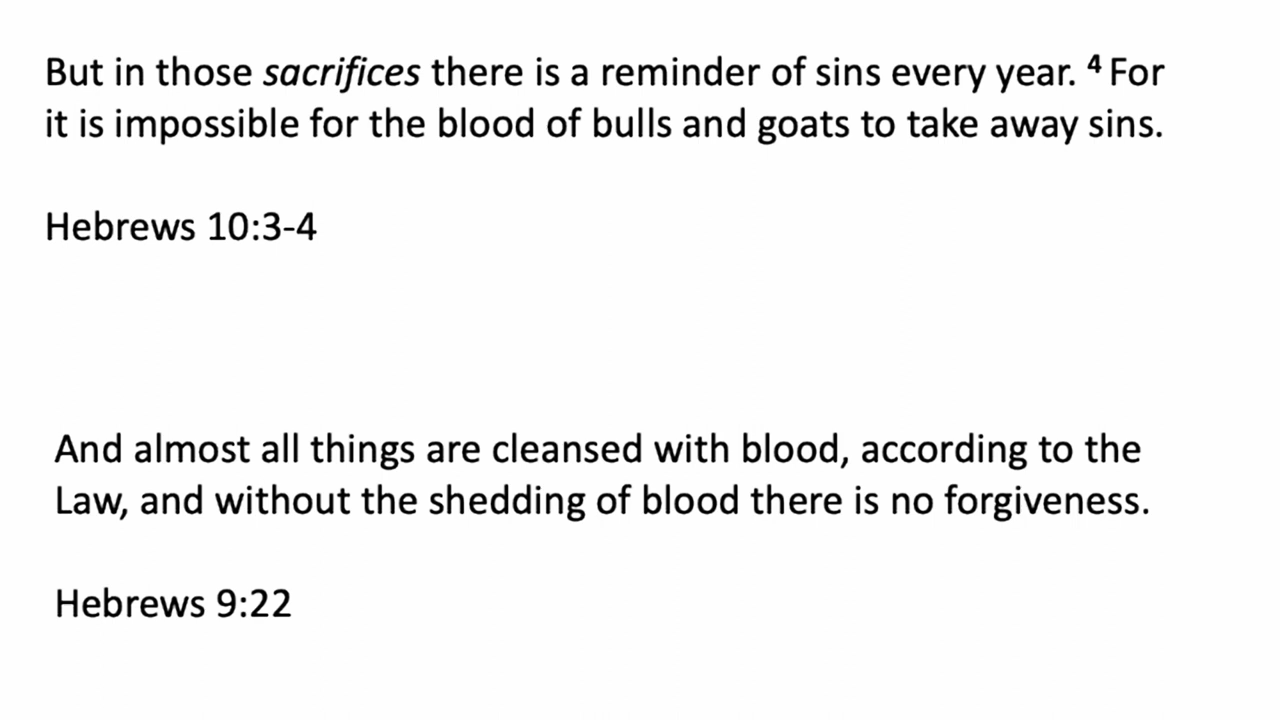 But in those sacrifices there is a reminder of sins every year. ⁴ For
it is impossible for the blood of bulls and goats to take away sins.
Hebrews 10:3-4
And almost all things are cleansed with blood, according to the
Law, and without the shedding of blood there is no forgiveness.
Hebrews 9:22